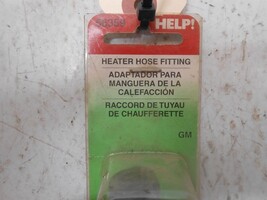 HELP!
HEATER HOSE FITTING
ADAPTADOR PARA
MANGUERA DE LA
CALEFACCIÓN
RACCORD DE TUYAU
DE CHAUFFERETTE
GM